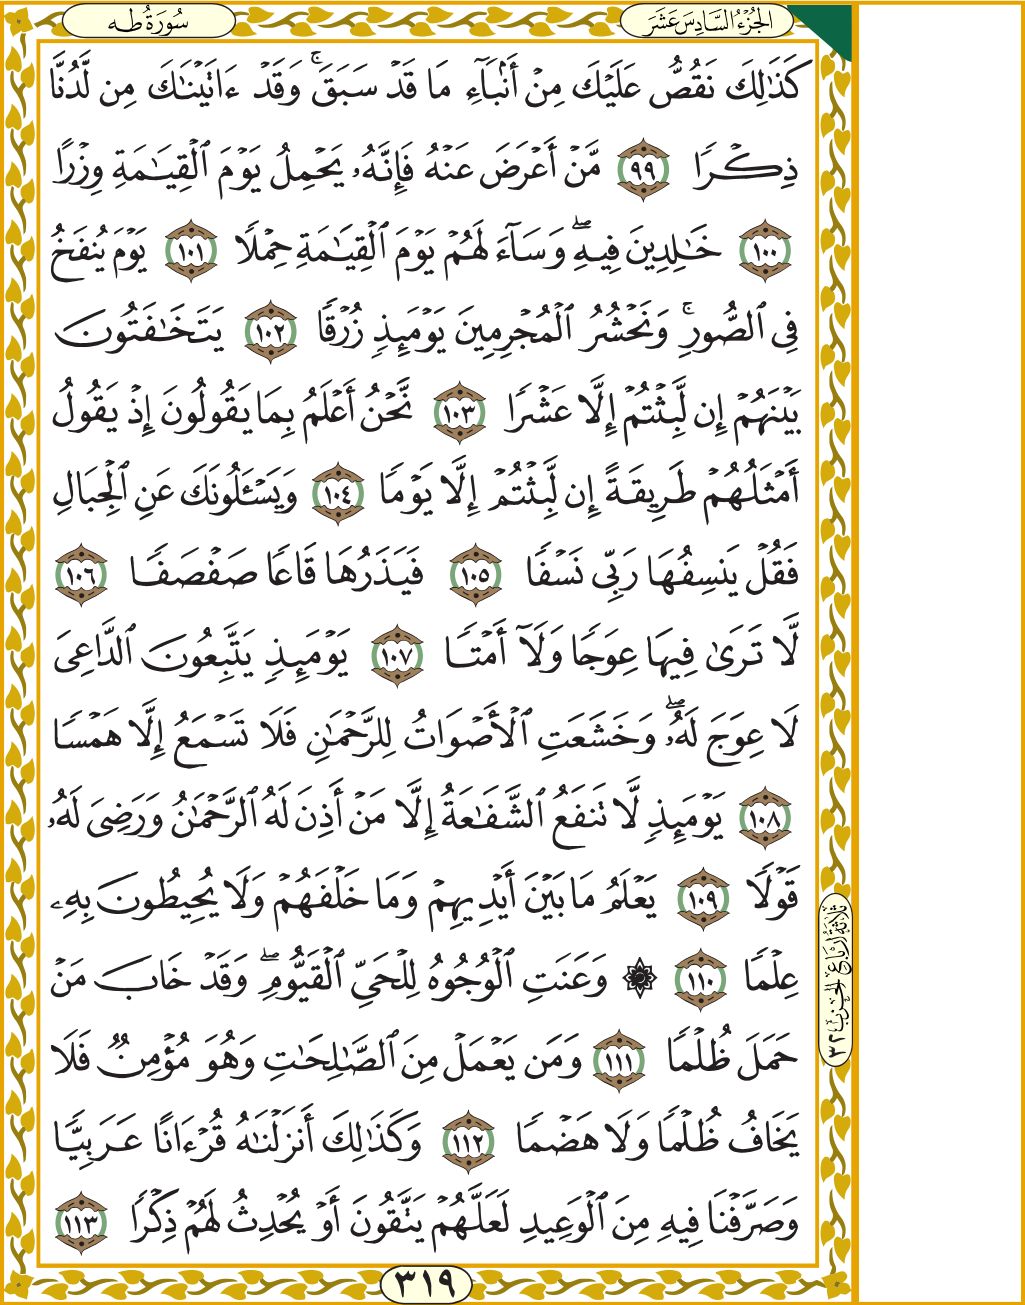 الجُزْءُ السَّادِسَ عَشَرَ
سُورَةُ طه
كَذَٰلِكَ نَقُصُّ عَلَيْكَ مِنْ أَنۢبَآءِ مَا قَدْ سَبَقَۚ وَقَدْ ءَاتَيْنَٰكَ مِن لَّدُنَّا
ذِكْرًا ٩٩ مَّنْ أَعْرَضَ عَنْهُ فَإِنَّهُۥ يَحْمِلُ يَوْمَ ٱلْقِيَٰمَةِ وِزْرًا
١٠٠ خَٰلِدِينَ فِيهِۖ وَسَآءَ لَهُمْ يَوْمَ ٱلْقِيَٰمَةِ حِمْلًا ١٠١ يَوْمَ يُنفَخُ
فِى ٱلصُّورِۚ وَنَحْشُرُ ٱلْمُجْرِمِينَ يَوْمَئِذٍ زُرْقًا ١٠٢ يَتَخَٰفَتُونَ
بَيْنَهُمْ إِن لَّبِثْتُمْ إِلَّا عَشْرًا ١٠٣ نَّحْنُ أَعْلَمُ بِمَا يَقُولُونَ إِذْ يَقُولُ
أَمْثَلُهُمْ طَرِيقَةً إِن لَّبِثْتُمْ إِلَّا يَوْمًا ١٠٤ وَيَسْـَٔلُونَكَ عَنِ ٱلْجِبَالِ
فَقُلْ يَنسِفُهَا رَبِّى نَسْفًا ١٠٥ فَيَذَرُهَا قَاعًا صَفْصَفًا ١٠٦
لَّا تَرَىٰ فِيهَا عِوَجًا وَلَآ أَمْتًا ١٠٧ يَوْمَئِذٍ يَتَّبِعُونَ ٱلدَّاعِىَ
لَا عِوَجَ لَهُۥۖ وَخَشَعَتِ ٱلْأَصْوَاتُ لِلرَّحْمَٰنِ فَلَا تَسْمَعُ إِلَّا هَمْسًا
١٠٨ يَوْمَئِذٍ لَّا تَنفَعُ ٱلشَّفَٰعَةُ إِلَّا مَنْ أَذِنَ لَهُ ٱلرَّحْمَٰنُ وَرَضِىَ لَهُۥ
قَوْلًا ١٠٩ يَعْلَمُ مَا بَيْنَ أَيْدِيهِمْ وَمَا خَلْفَهُمْ وَلَا يُحِيطُونَ بِهِۦ
عِلْمًا ١١٠ ۞ وَعَنَتِ ٱلْوُجُوهُ لِلْحَىِّ ٱلْقَيُّومِۖ وَقَدْ خَابَ مَنْ
حَمَلَ ظُلْمًا ١١١ وَمَن يَعْمَلْ مِنَ ٱلصَّٰلِحَٰتِ وَهُوَ مُؤْمِنٌ فَلَا
يَخَافُ ظُلْمًا وَلَا هَضْمًا ١١٢ وَكَذَٰلِكَ أَنزَلْنَٰهُ قُرْءَانًا عَرَبِيًّا
وَصَرَّفْنَا فِيهِ مِنَ ٱلْوَعِيدِ لَعَلَّهُمْ يَتَّقُونَ أَوْ يُحْدِثُ لَهُمْ ذِكْرًا ١١٣
ثلاثة أرباع الحزب ٣٢
٣١٩